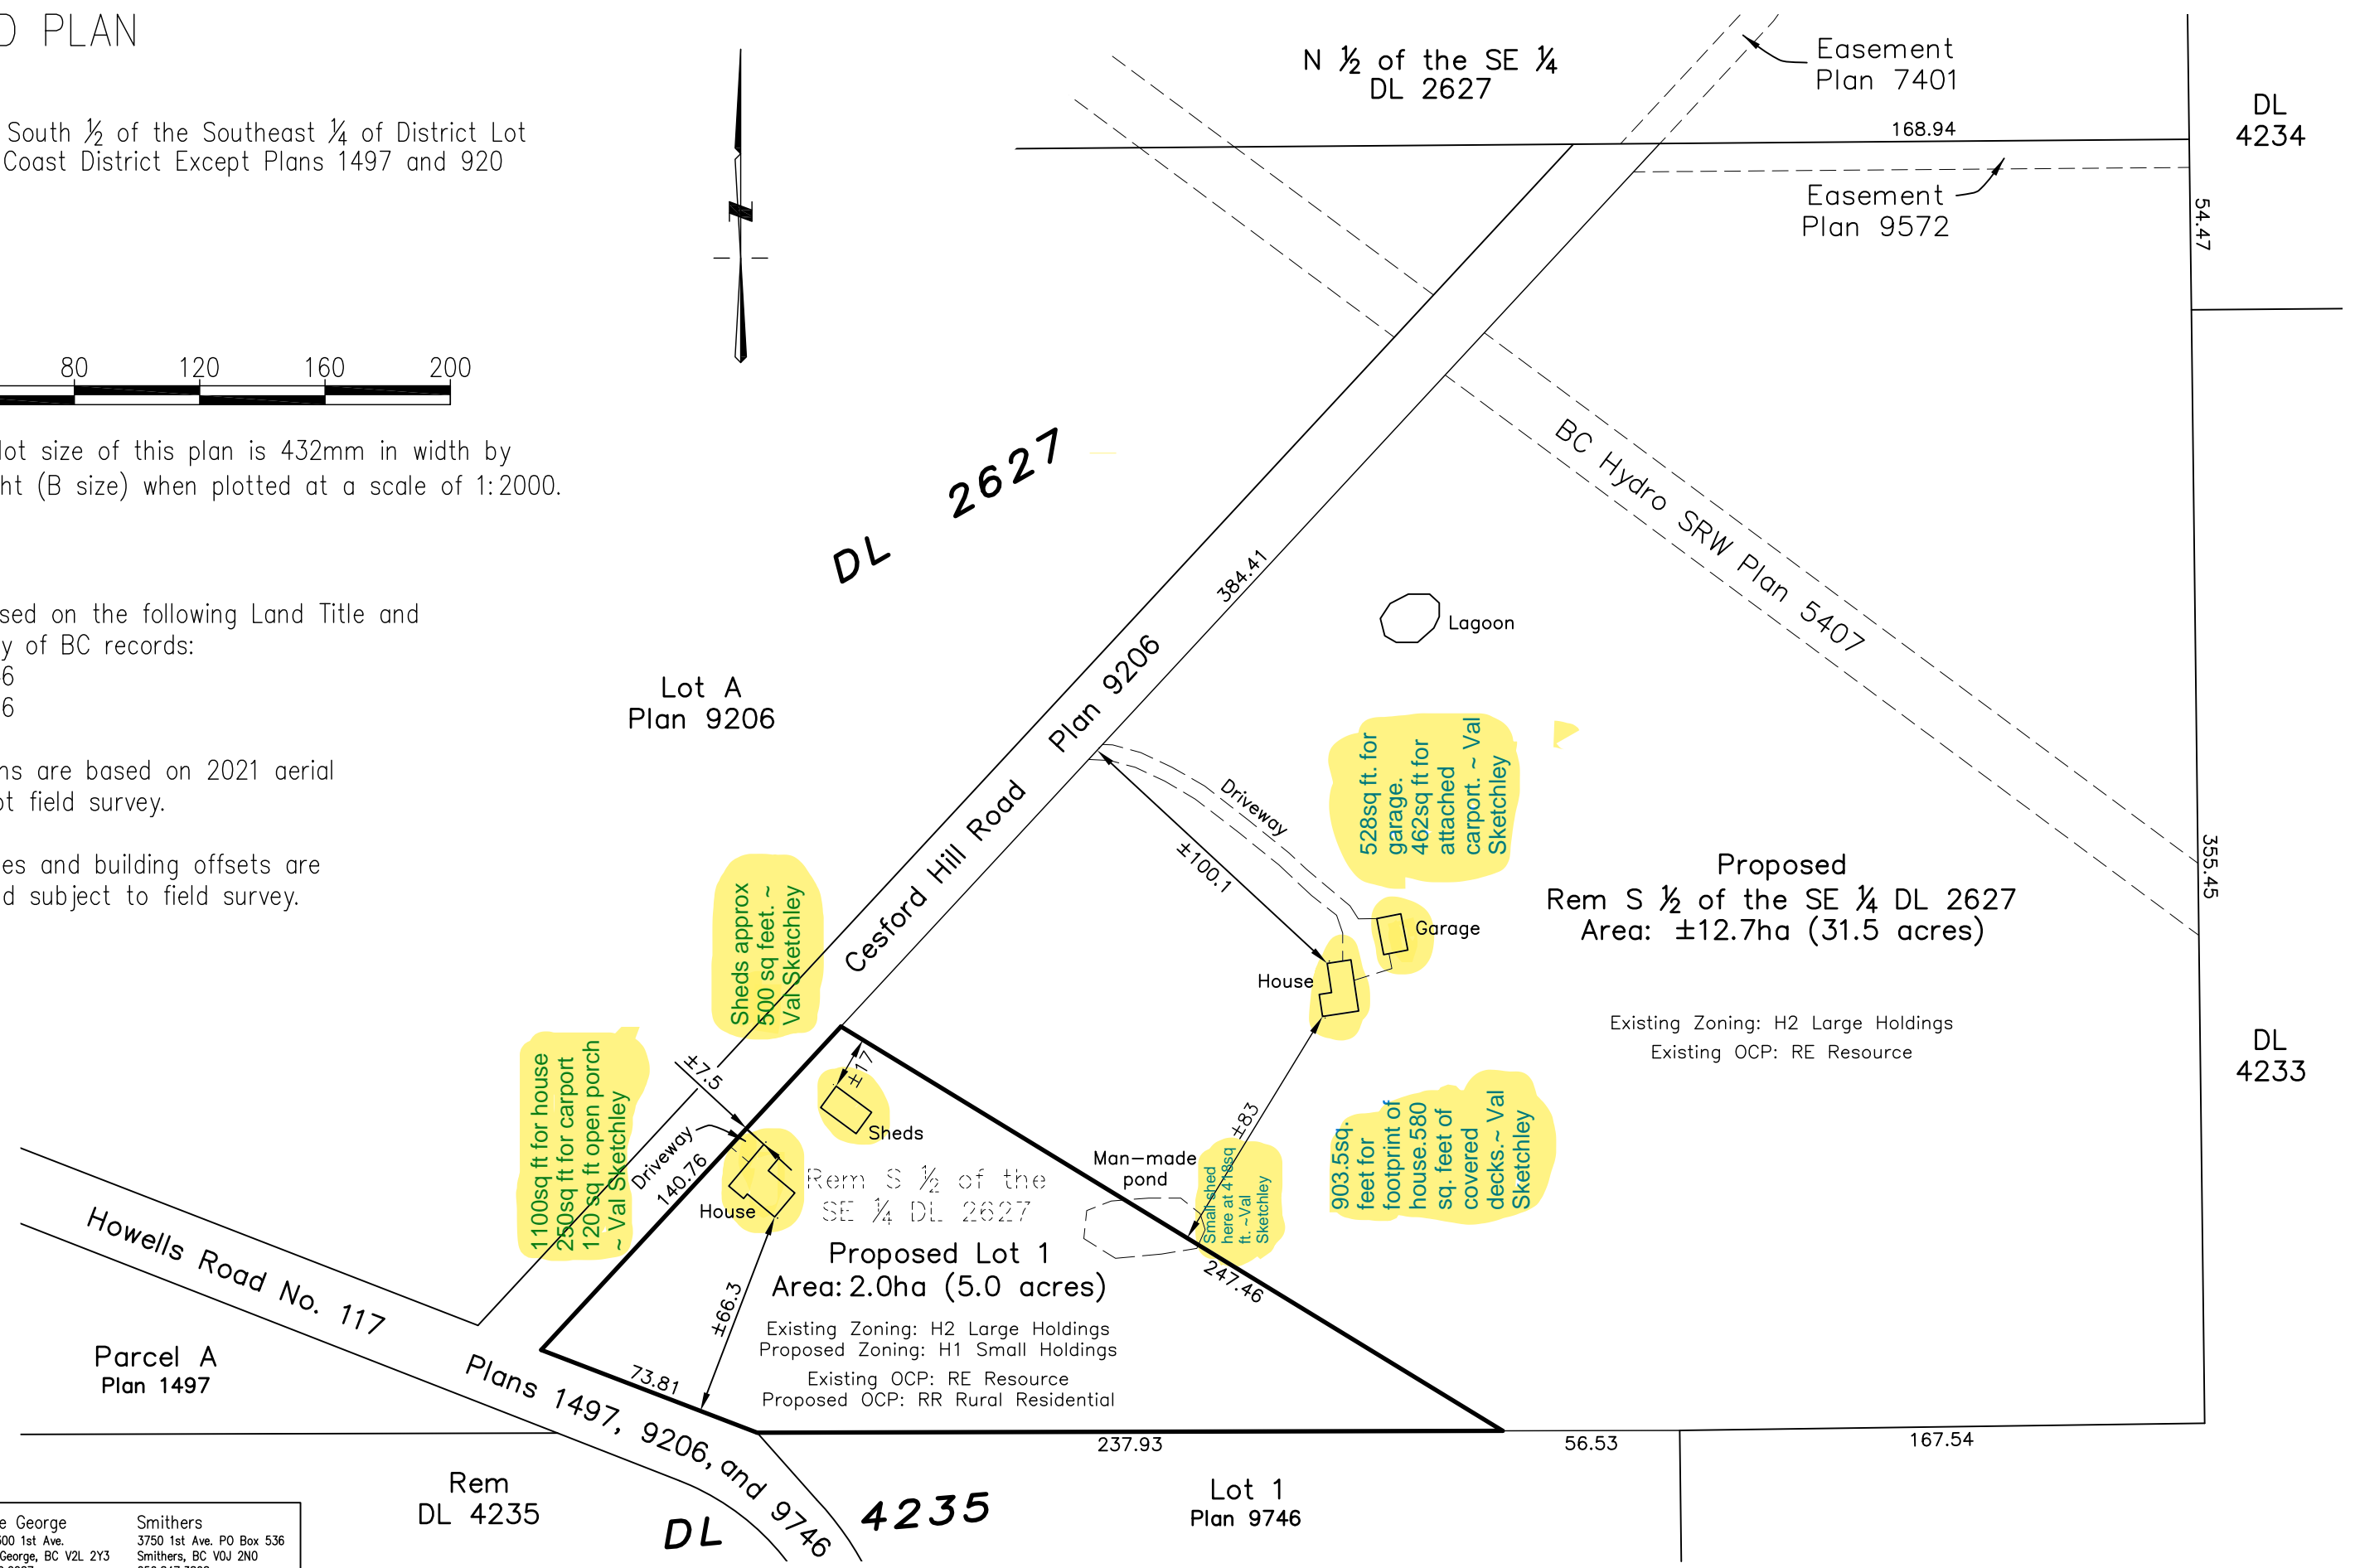 PLAN
South ½ of the Southeast ¼ of District Lot
Coast District Except Plans 1497 and 920
80 120 160 200
lot size of this plan is 432mm in width by
ht (B size) when plotted at a scale of 1:2000.
sed on the following Land Title and
y of BC records:
6
6
ns are based on 2021 aerial
ot field survey.
es and building offsets are
d subject to field survey.
N ½ of the SE ¼
DL 2627
Easement
Plan 7401
168.94
DL
4234
Easement
Plan 9572
54.47
BC Hydro SRW Plan 5407
DL 2627
384.41
Lagoon
Lot A
Plan 9206
Cesford Hill Road Plan 9206
528sq ft. for
garage.
462sq ft for
attached
carport. ~ Val
Sketchley
Driveway
±100.1
Garage
House
Proposed
Rem S ½ of the SE ¼ DL 2627
Area: ±12.7ha (31.5 acres)
Existing Zoning: H2 Large Holdings
Existing OCP: RE Resource
355.45
DL
4233
Sheds approx
500 sq feet. ~
Val Sketchley
1100sq ft for house
250sq ft for carport
120 sq ft open porch
~ Val Sketchley
±7.5
±17
Sheds
Driveway
140.76
House
Rem S ½ of the
SE ¼ DL 2627
Proposed Lot 1
Area: 2.0ha (5.0 acres)
Existing Zoning: H2 Large Holdings
Proposed Zoning: H1 Small Holdings
Existing OCP: RE Resource
Proposed OCP: RR Rural Residential
±66.3
Man-made
pond
±83
Small shed
here at 418sq
ft. ~Val
Sketchley
903.5sq.
feet for
footprint of
house.580
sq. feet of
covered
decks.~ Val
Sketchley
247.46
Howells Road No. 117
Plans 1497, 9206, and 9746
73.81
Parcel A
Plan 1497
237.93
56.53
167.54
Rem
DL 4235
DL 4235
Lot 1
Plan 9746
e George
500 1st Ave.
George, BC V2L 2Y3
Smithers
3750 1st Ave. PO Box 536
Smithers, BC V0J 2N0